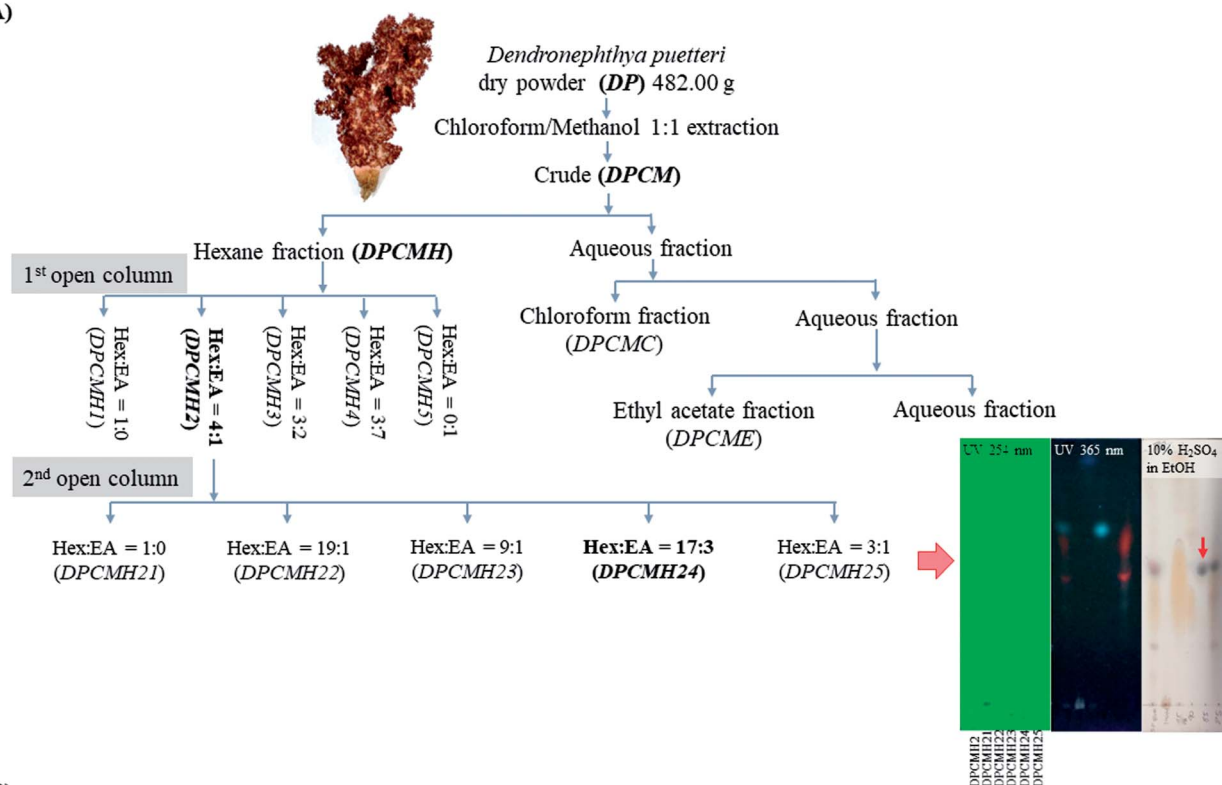 A)
Dendronephthya puetteri
dry powder (DP) 482.00 g
Chloroform/Methanol 1:1 extraction
Crude (DPCM)
Hexane fraction (DPCMH)
Aqueous fraction
1st open column
Hex:EA = 1:0
(DPCMH1)
Hex:EA = 4:1
(DPCMH2)
Hex:EA = 3:2
(DPCMH3)
Hex:EA = 3:7
(DPCMH4)
Hex:EA = 0:1
(DPCMH5)
Chloroform fraction
(DPCMC)
Aqueous fraction
Ethyl acetate fraction
(DPCME)
Aqueous fraction
2nd open column
Hex:EA = 1:0
(DPCMH21)
Hex:EA = 19:1
(DPCMH22)
Hex:EA = 9:1
(DPCMH23)
Hex:EA = 17:3
(DPCMH24)
Hex:EA = 3:1
(DPCMH25)
UV 254 nm
UV 365 nm
10% H2SO4
in EtOH
DPCMH2
DPCMH21
DPCMH22
DPCMH23
DPCMH24
DPCMH25